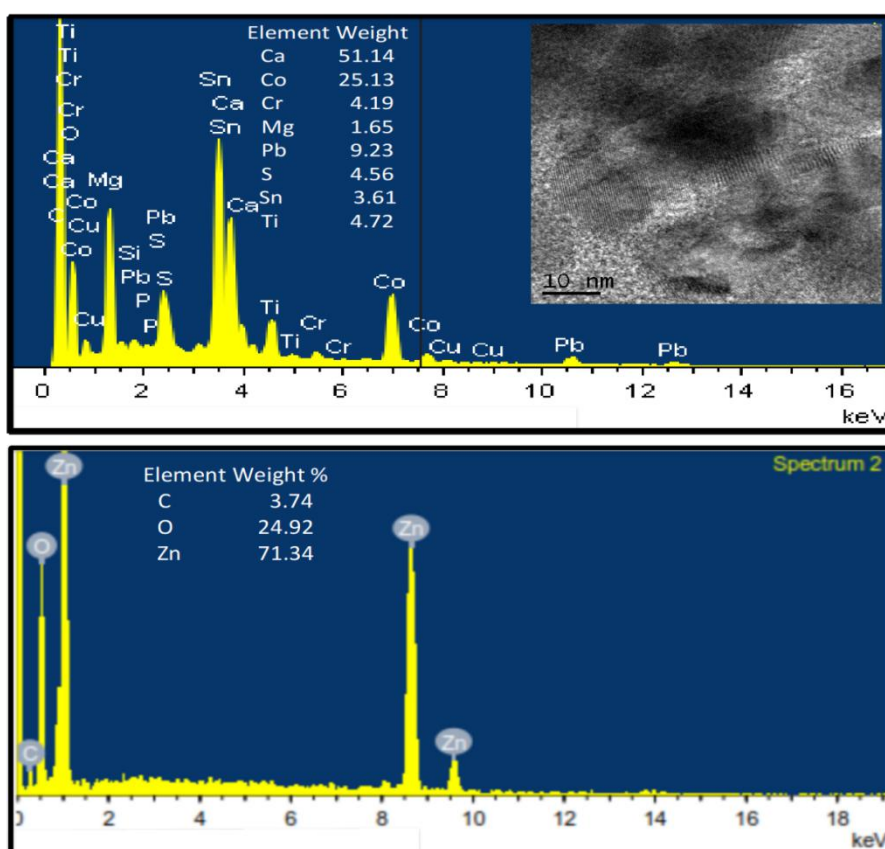 Element Weight
Ca 51.14
Co 25.13
Cr 4.19
Mg 1.65
Pb 9.23
S 4.56
Sn 3.61
Ti 4.72
Ti
Ti
Cr
Cr
O
Ca
Ca
C
Co
Cu
Co
Cu
Mg
Si
Pb
P
P
Pb
S
S
Sn
Ca
Sn
Ca
Ti
Ti
Cr
Cr
Co
Co
Cu
Cu
Pb
Pb
10 nm
0 2 4 6 8 10 12 14 16
keV
Spectrum 2
Element Weight %
C 3.74
O 24.92
Zn 71.34
C
O
Zn
Zn
Zn
2 4 6 8 10 12 14 16 18
keV